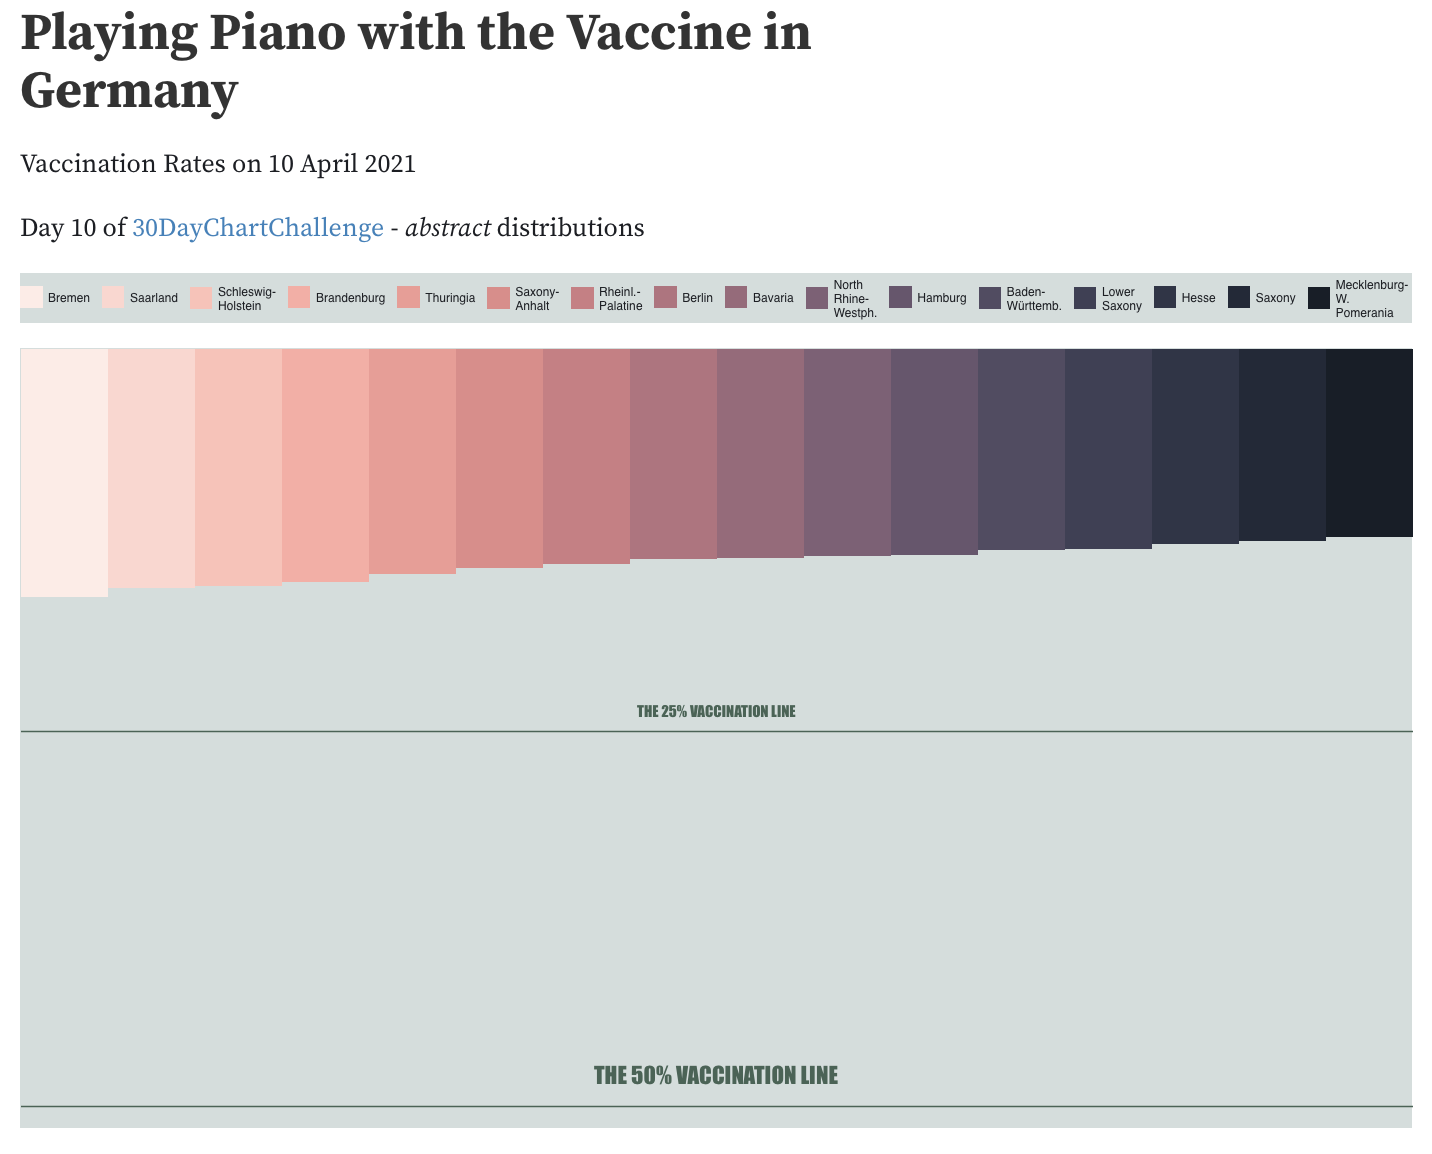 Playing Piano with the Vaccine in
Germany
Vaccination Rates on 10 April 2021
Day 10 of 30DayChartChallenge - abstract distributions
Bremen
Saarland
Schleswig-
Holstein
Brandenburg
Thuringia
Saxony-
Anhalt
Rheinl.-
Palatine
Berlin
Bavaria
North
Rhine-
Westph.
Hamburg
Baden-
Württemb.
Lower
Saxony
Hesse
Saxony
Mecklenburg-
W.
Pomerania
THE 25% VACCINATION LINE
THE 50% VACCINATION LINE